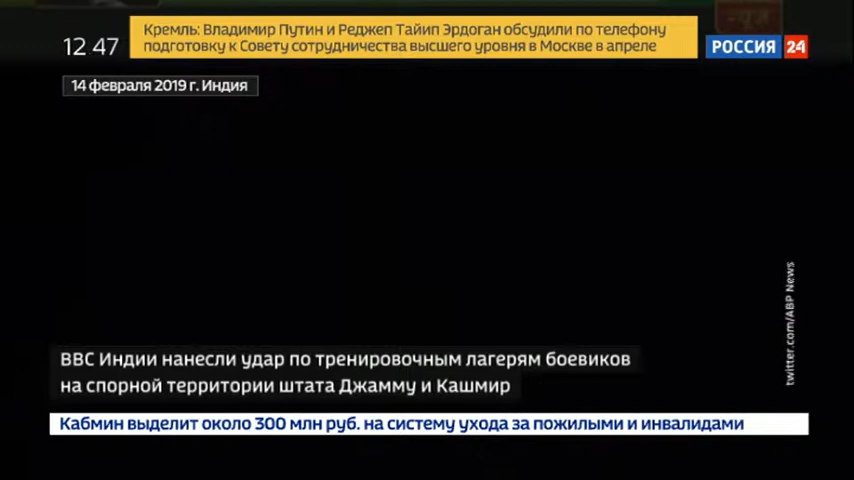 12 47
Кремль: Владимир Путин и Реджеп Тайип Эрдоган обсудили по телефону
подготовку к Совету сотрудничества высшего уровня в Москве в апреле
РОССИЯ 24
14 февраля 2019 г. Индия
twitter.com/ABP News
ВВС Индии нанесли удар по тренировочным лагерям боевиков
на спорной территории штата Джамму и Кашмир
Кабмин выделит около 300 млн руб. на систему ухода за пожилыми и инвалидами